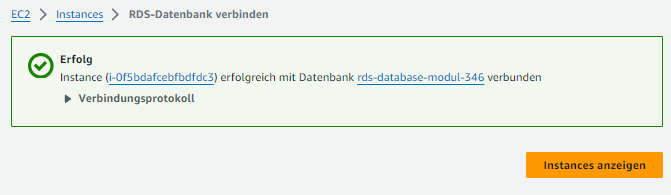 EC2 > Instances > RDS-Datenbank verbinden
Erfolg
Instance (i-0f5bdafcebfbdfdc3) erfolgreich mit Datenbank rds-database-modul-346 verbunden
▶ Verbindungsprotokoll
Instances anzeigen